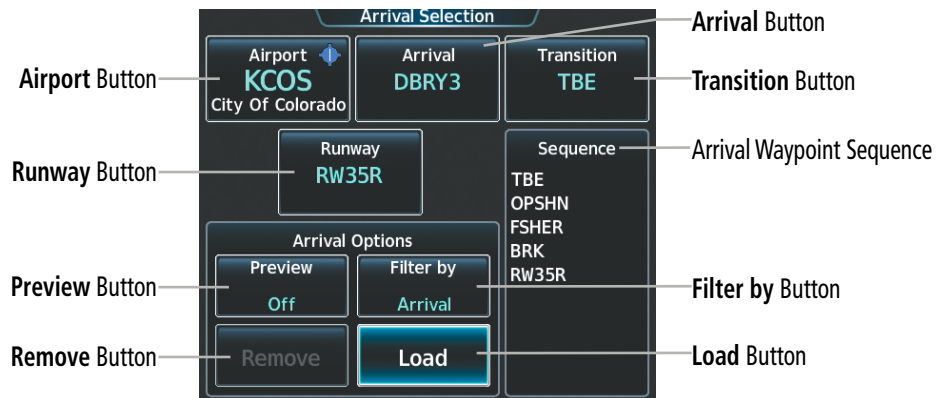 Arrival Selection
Arrival Button
Airport
KCOS
City Of Colorado
Arrival
DBRY3
Transition
TBE
Airport Button
Transition Button
Runway
RW35R
Sequence
Arrival Waypoint Sequence
Runway Button
TBE
OPSHN
FSHER
BRK
RW35R
Arrival Options
Preview
Off
Filter by
Arrival
Preview Button
Filter by Button
Remove
Load
Remove Button
Load Button